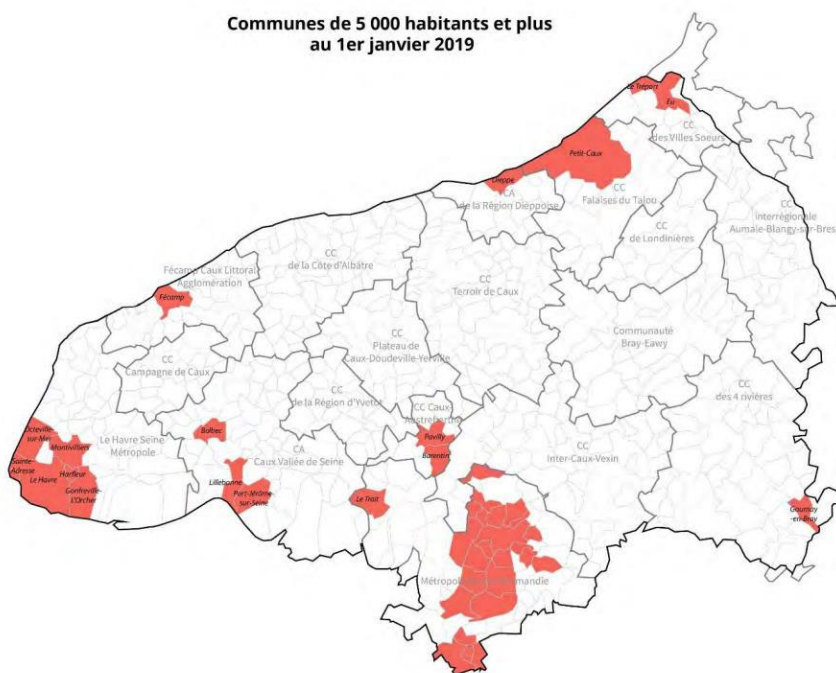 Communes de 5 000 habitants et plus
au 1er janvier 2019
Le Tréport
Eu
CC
des Villes Soeurs
Petit-Caux
Dieppe
CA
de la Région Dieppoise
CC
Falaises du Talou
CC
interrégionale
Aumale-Blangy-sur-Bres
CC
de Londinières
CC
de la Côte d'Albâtre
Fécamp Caux Littoral
Agglomération
Fécamp
CC
Terroir de Caux
CC
Plateau de
Caux-Doudeville-Yerville
Communauté
Bray-Eawy
CC
Campagne de Caux
CC
de la Région d'Yvetot
CC
des 4 rivières
CC Caux-
Austreberthe
Pavilly
Barentin
CC
Inter-Caux-Vexin
Octeville-
sur-Mer
Montivilliers
Le Havre Seine
Métropole
Sainte-
Adresse
Le Havre
Harfleur
Gonfreville-
L'Orcher
Bolbec
CA
Caux Vallée de Seine
Lillebonne
Port-Jérôme-
sur-Seine
Le Trait
Gournay-
en-Bray